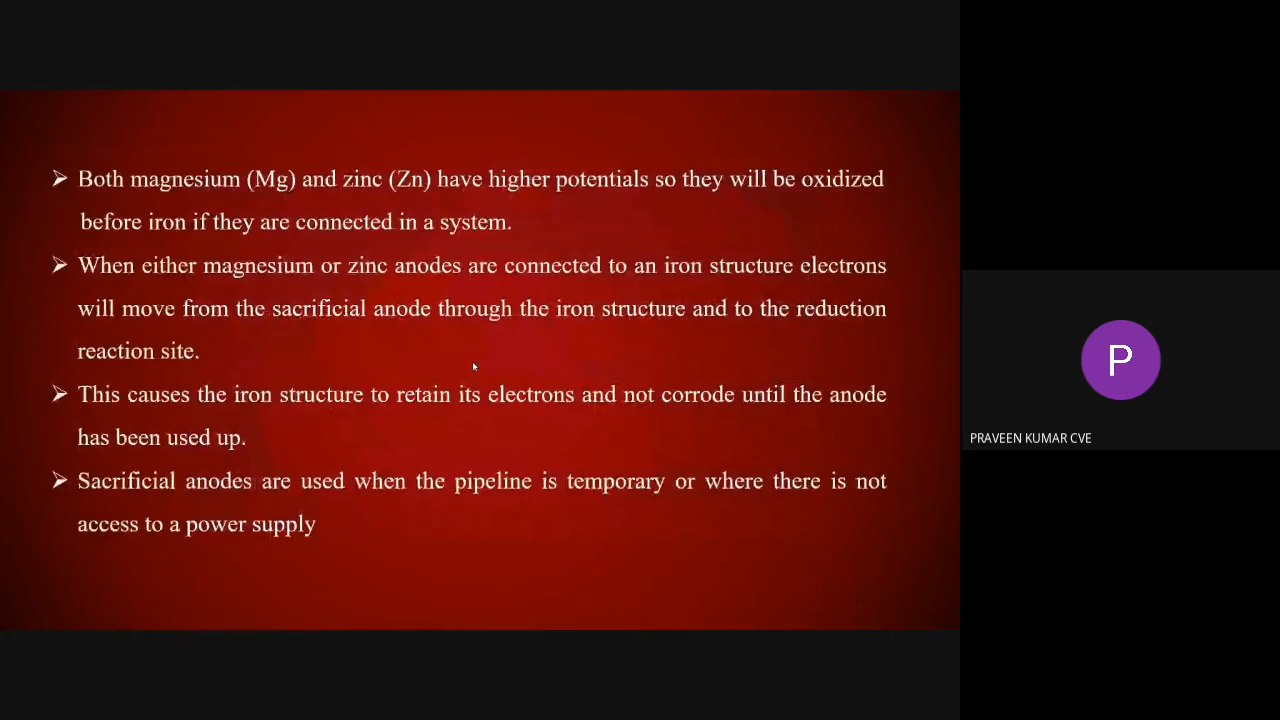 ➢ Both magnesium (Mg) and zinc (Zn) have higher potentials so they will be oxidized
before iron if they are connected in a system.
➢ When either magnesium or zinc anodes are connected to an iron structure electrons
will move from the sacrificial anode through the iron structure and to the reduction
reaction site.
➢ This causes the iron structure to retain its electrons and not corrode until the anode
has been used up.
➢ Sacrificial anodes are used when the pipeline is temporary or where there is not
access to a power supply
P
PRAVEEN KUMAR CVE